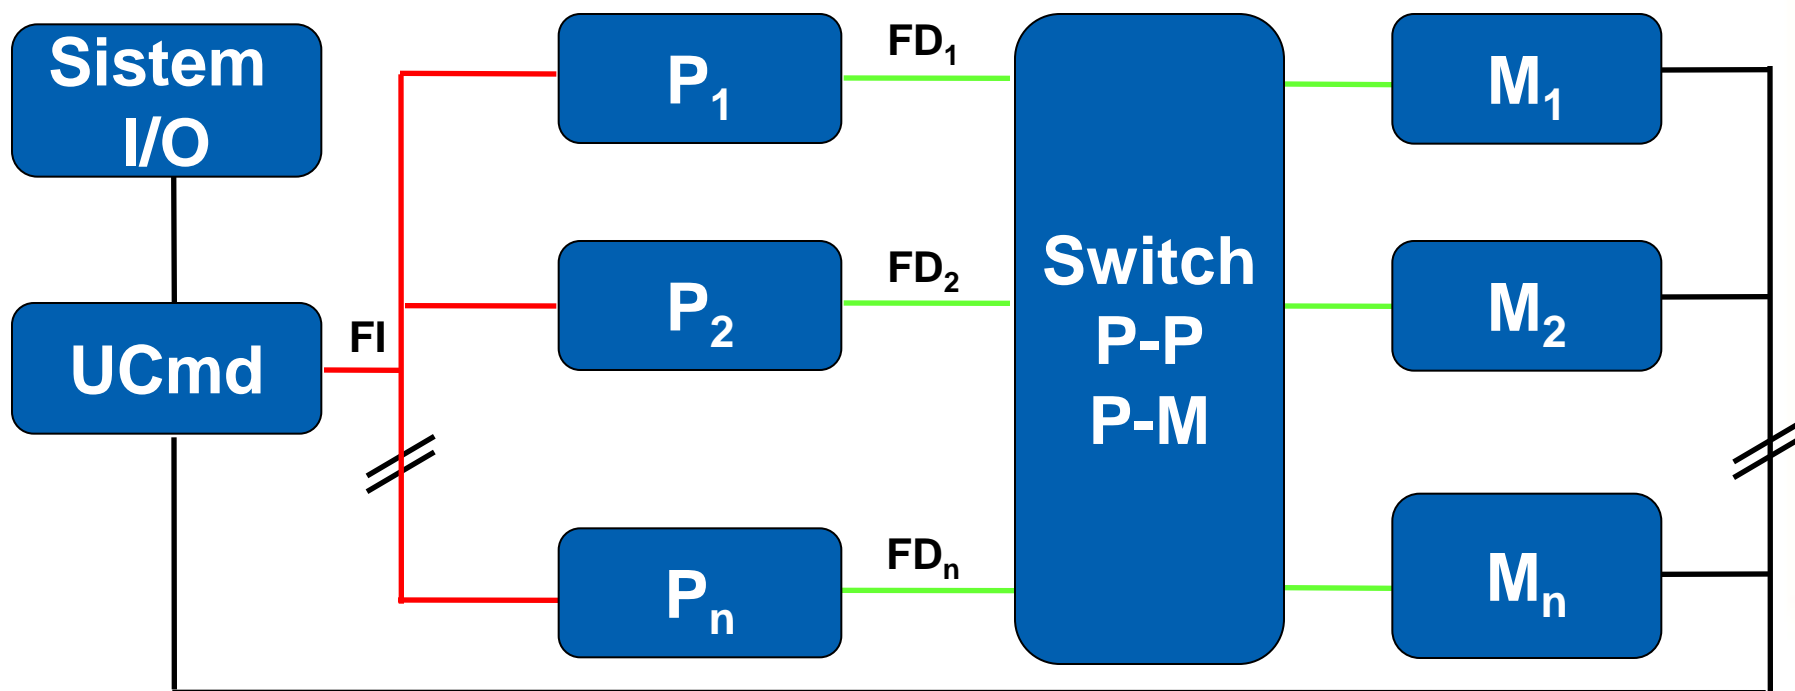 Sistem
I/O
UCmd
FI
P₁
P₂
Pₙ
FD₁
FD₂
FDₙ
Switch
P-P
P-M
M₁
M₂
Mₙ